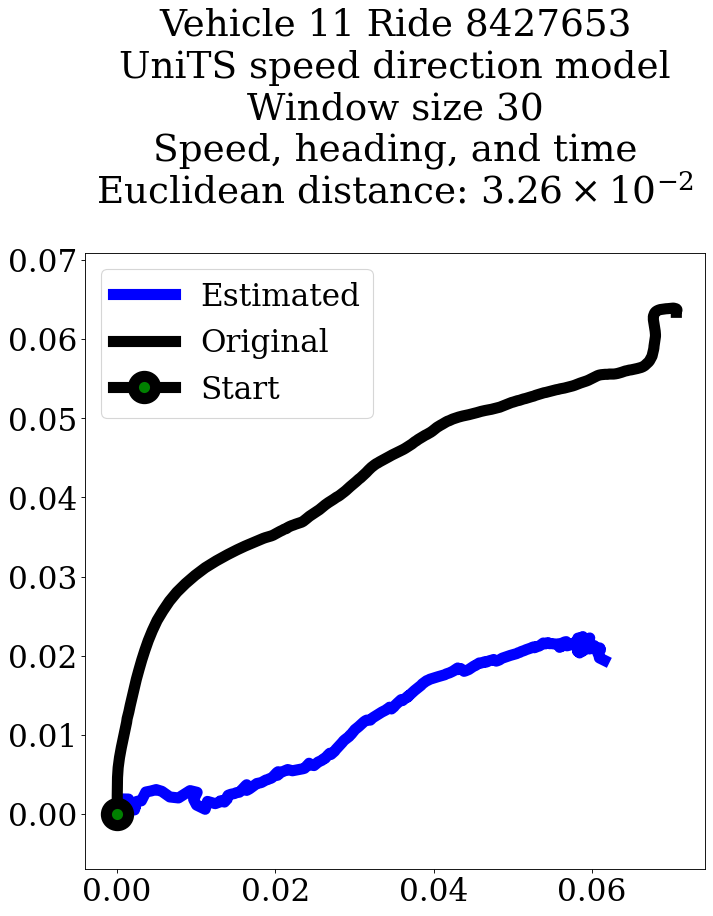 Vehicle 11 Ride 8427653
UniTS speed direction model
Window size 30
Speed, heading, and time
Euclidean distance: 3.26 × 10⁻²
0.07
0.06
0.05
0.04
0.03
0.02
0.01
0.00
Estimated
Original
Start
0.00 0.02 0.04 0.06